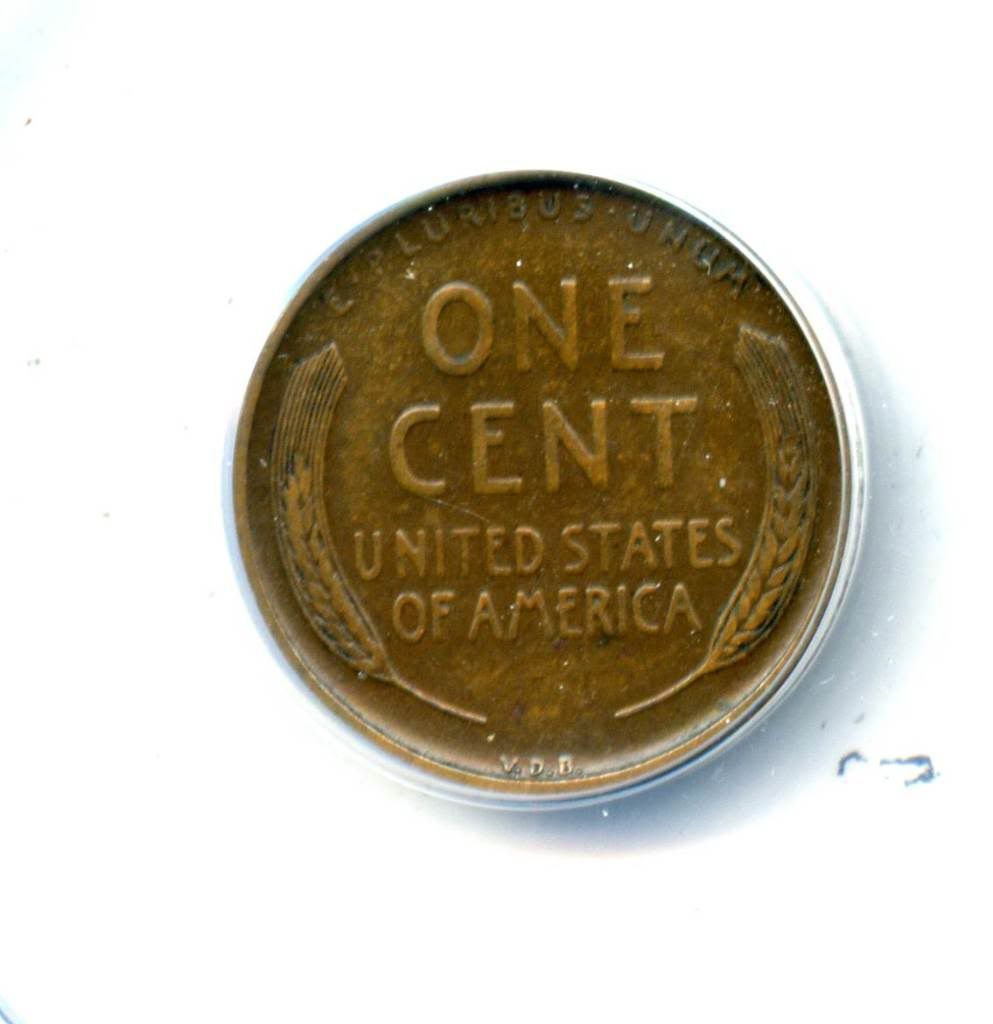 E·PLURIBUS·UNUM
ONE
CENT
UNITED STATES
OF AMERICA
V.D.B.